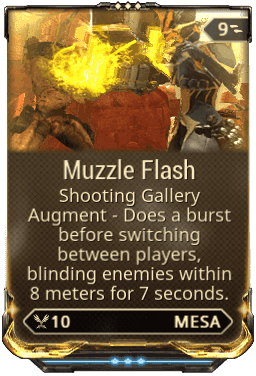 9
Muzzle Flash
Shooting Gallery
Augment - Does a burst
before switching
between players,
blinding enemies within
8 meters for 7 seconds.
10 MESA